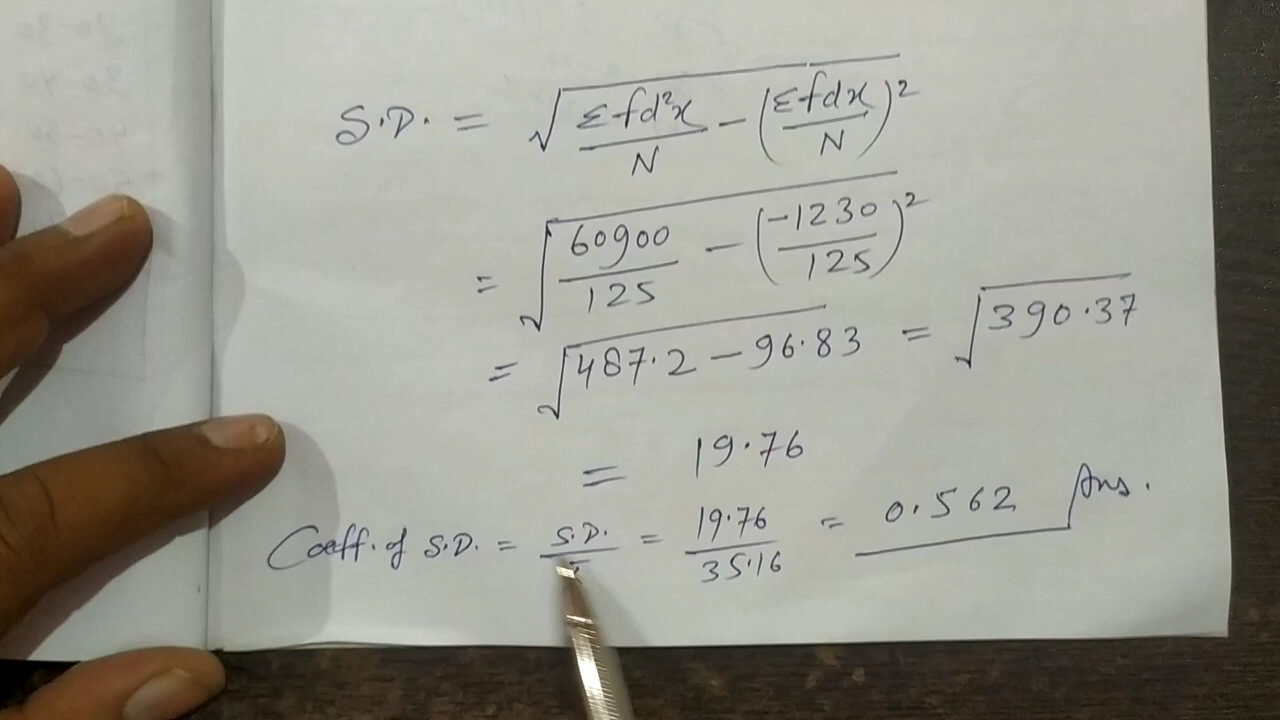 S.D. = √(Σfd²x/N − (Σfdx/N)²)
= √(60900/125 − (−1230/125)²)
= √(487.2 − 96.83) = √390.37
= 19.76
Coeff. of S.D. = S.D./ = 19.76/35.16 = 0.562 Ans.